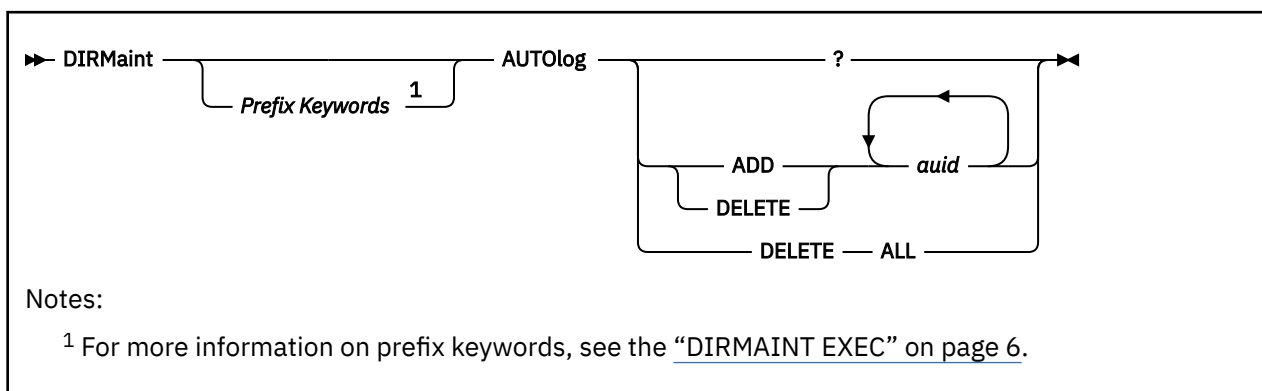 DIRMaint AUTOlog ?
Prefix Keywords 1
ADD auid
DELETE
DELETE ALL
Notes:
1 For more information on prefix keywords, see the “DIRMAINT EXEC” on page 6.